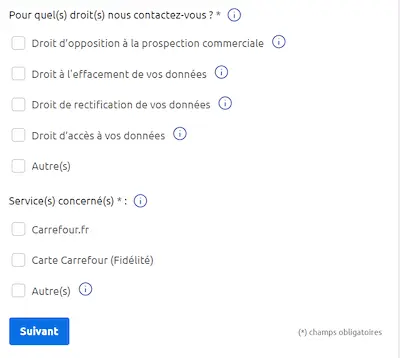 Pour quel(s) droit(s) nous contactez-vous ? *
Droit d'opposition à la prospection commerciale
Droit à l'effacement de vos données
Droit de rectification de vos données
Droit d'accès à vos données
Autre(s)
Service(s) concerné(s) * :
Carrefour.fr
Carte Carrefour (Fidélité)
Autre(s)
Suivant
(*) champs obligatoires